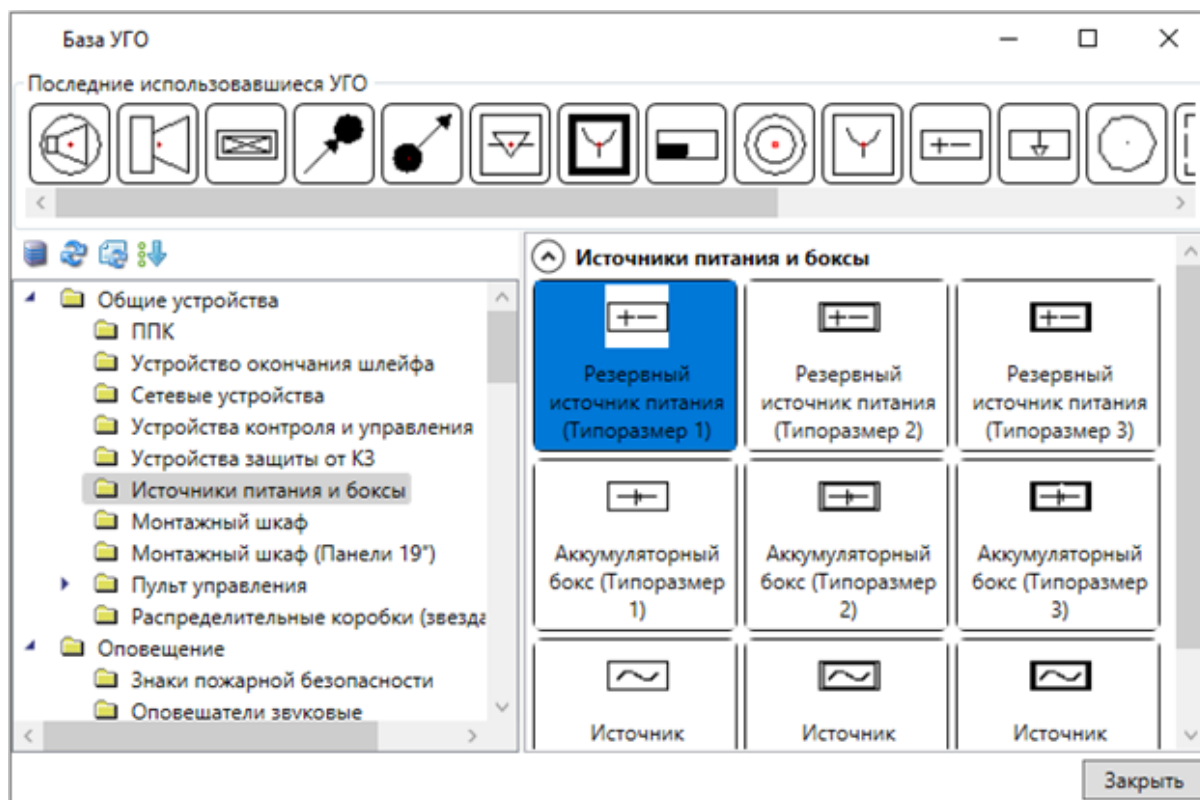 База УГО
Последние использовавшиеся УГО
Общие устройства
ППК
Устройство окончания шлейфа
Сетевые устройства
Устройства контроля и управления
Устройства защиты от КЗ
Источники питания и боксы
Монтажный шкаф
Монтажный шкаф (Панели 19")
Пульт управления
Распределительные коробки (звезда
Оповещение
Знаки пожарной безопасности
Оповещатели звуковые
Источники питания и боксы
Резервный
источник питания
(Типоразмер 1)
Резервный
источник питания
(Типоразмер 2)
Резервный
источник питания
(Типоразмер 3)
Аккумуляторный
бокс (Типоразмер
1)
Аккумуляторный
бокс (Типоразмер
2)
Аккумуляторный
бокс (Типоразмер
3)
Источник
Источник
Источник
Закрыть